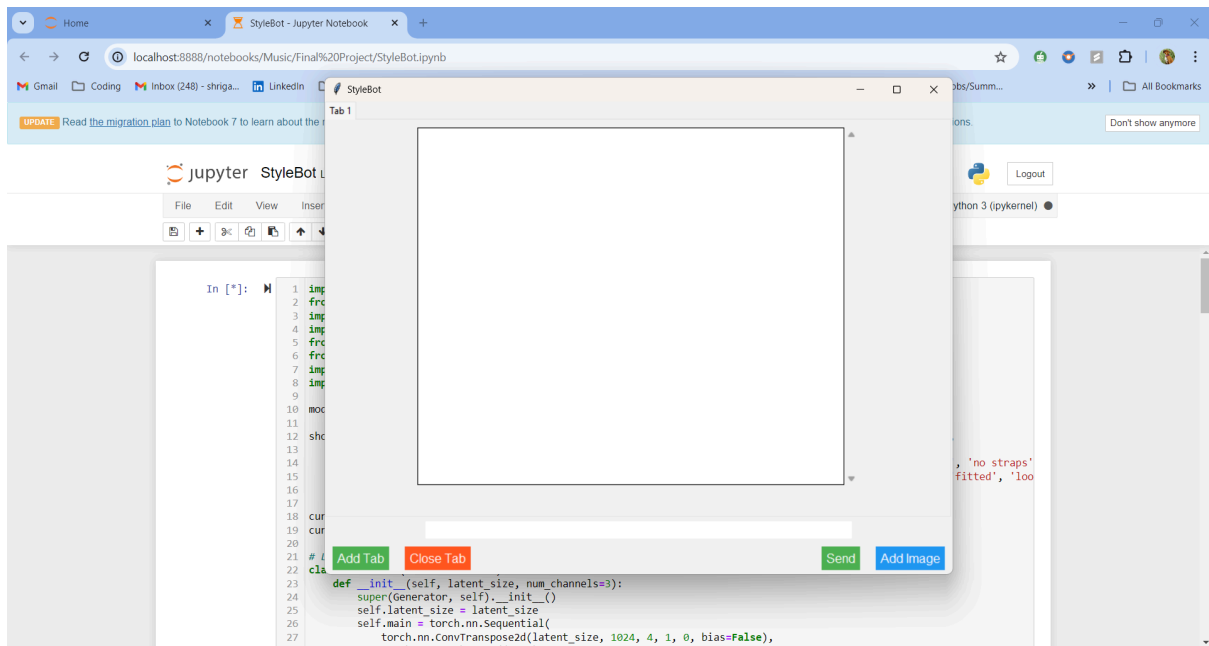 Home
StyleBot - Jupyter Notebook
localhost:8888/notebooks/Music/Final%20Project/StyleBot.ipynb
Gmail Coding Inbox (248) - shriga... LinkedIn obs/Summ... » All Bookmarks
StyleBot
Tab 1
UPDATE Read the migration plan to Notebook 7 to learn about the ions. Don't show anymore
jupyter StyleBot Logout
File Edit View Inser ython 3 (ipykernel)
In [*]:
1 imp
2 fro
3 imp
4 imp
5 fro
6 fro
7 imp
8 imp
9
10 mod
11
12 sho
13
14 , 'no straps'
15 fitted', 'loo
16
17
18 cur
19 cur
20
21 #
22 cla
Add Tab Close Tab Send Add Image
23 def __init__(self, latent_size, num_channels=3):
24 super(Generator, self).__init__()
25 self.latent_size = latent_size
26 self.main = torch.nn.Sequential(
27 torch.nn.ConvTranspose2d(latent_size, 1024, 4, 1, 0, bias=False),